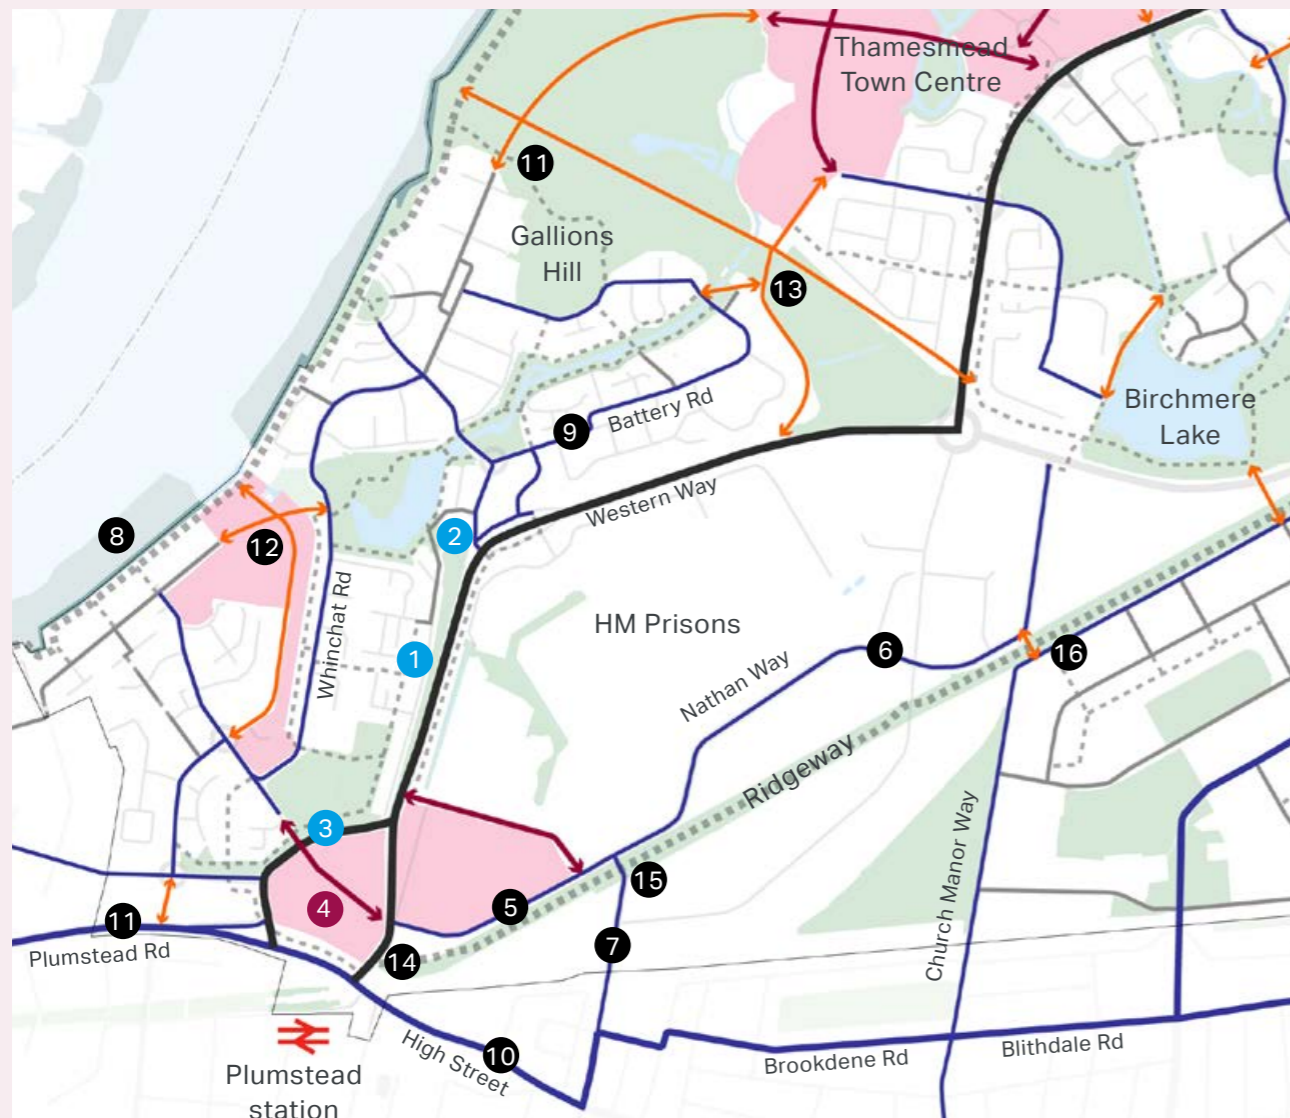 Thamesmead
Town Centre
11
Gallions
Hill
13
Birchmere
Lake
Battery Rd
9
Western Way
2
8
12
Whinchat Rd
HM Prisons
1
6
16
Nathan Way
Ridgeway
3
4
5
15
14
7
Church Manor Way
11
Plumstead Rd
High Street
10
Brookdene Rd
Blithdale Rd
Plumstead
station